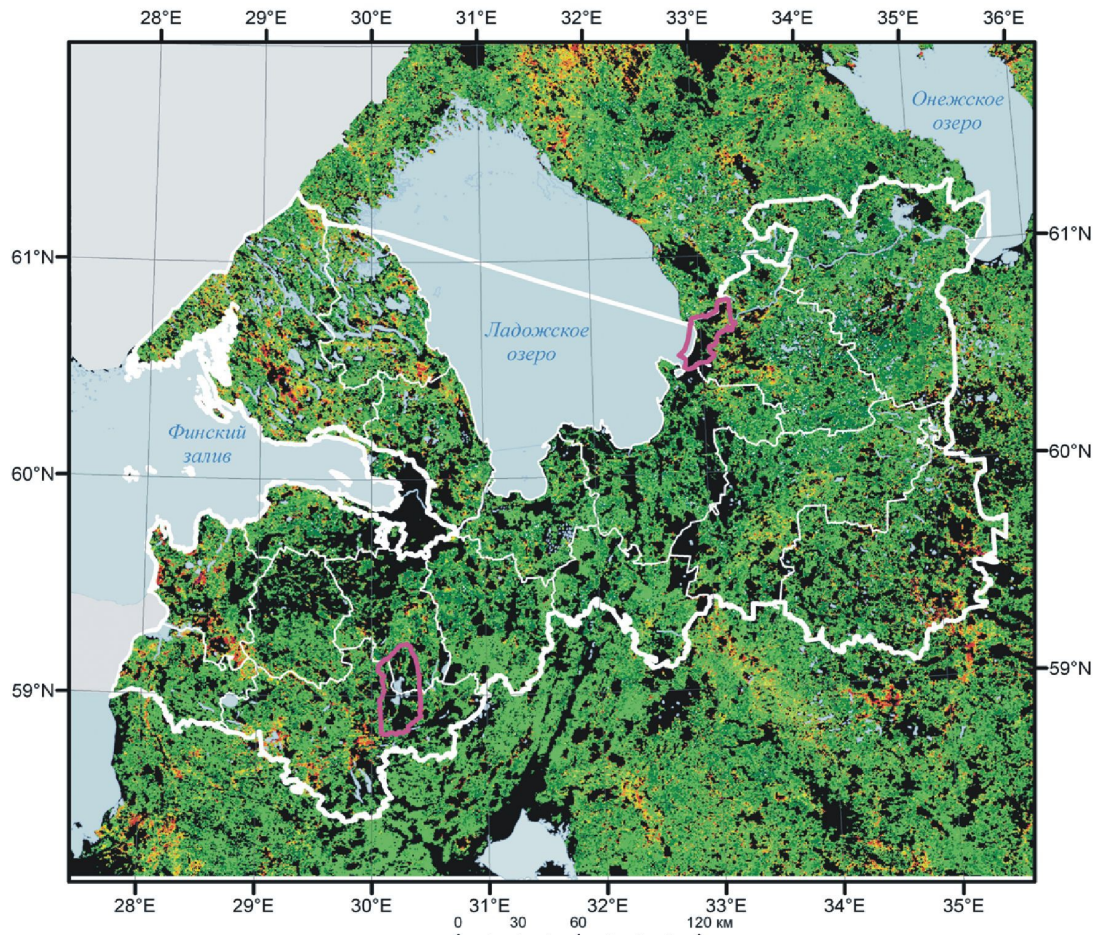 28°E 29°E 30°E 31°E 32°E 33°E 34°E 35°E 36°E
Онежское
озеро
61°N
61°N
Ладожское
озеро
Финский
залив
60°N
60°N
59°N
59°N
28°E 29°E 30°E 31°E 32°E 33°E 34°E 35°E
0 30 60 120 км